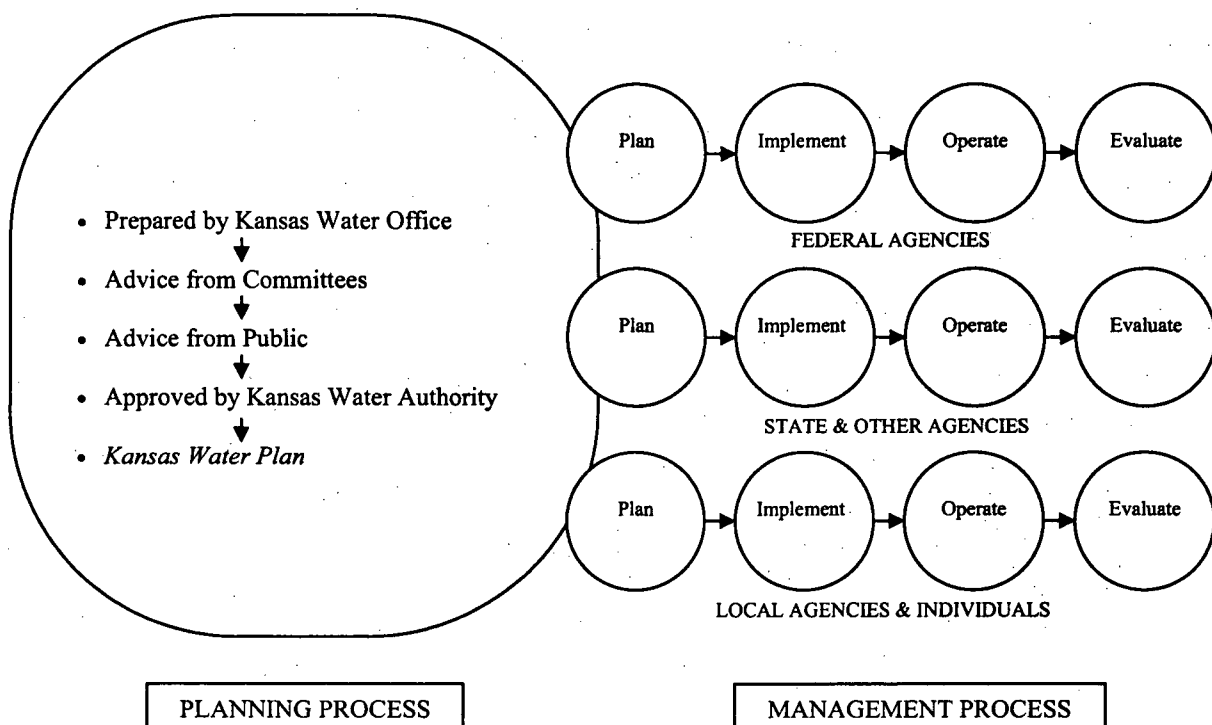 • Prepared by Kansas Water Office
• Advice from Committees
• Advice from Public
• Approved by Kansas Water Authority
• Kansas Water Plan
Plan
Implement
Operate
Evaluate
FEDERAL AGENCIES
Plan
Implement
Operate
Evaluate
STATE & OTHER AGENCIES
Plan
Implement
Operate
Evaluate
LOCAL AGENCIES & INDIVIDUALS
PLANNING PROCESS
MANAGEMENT PROCESS